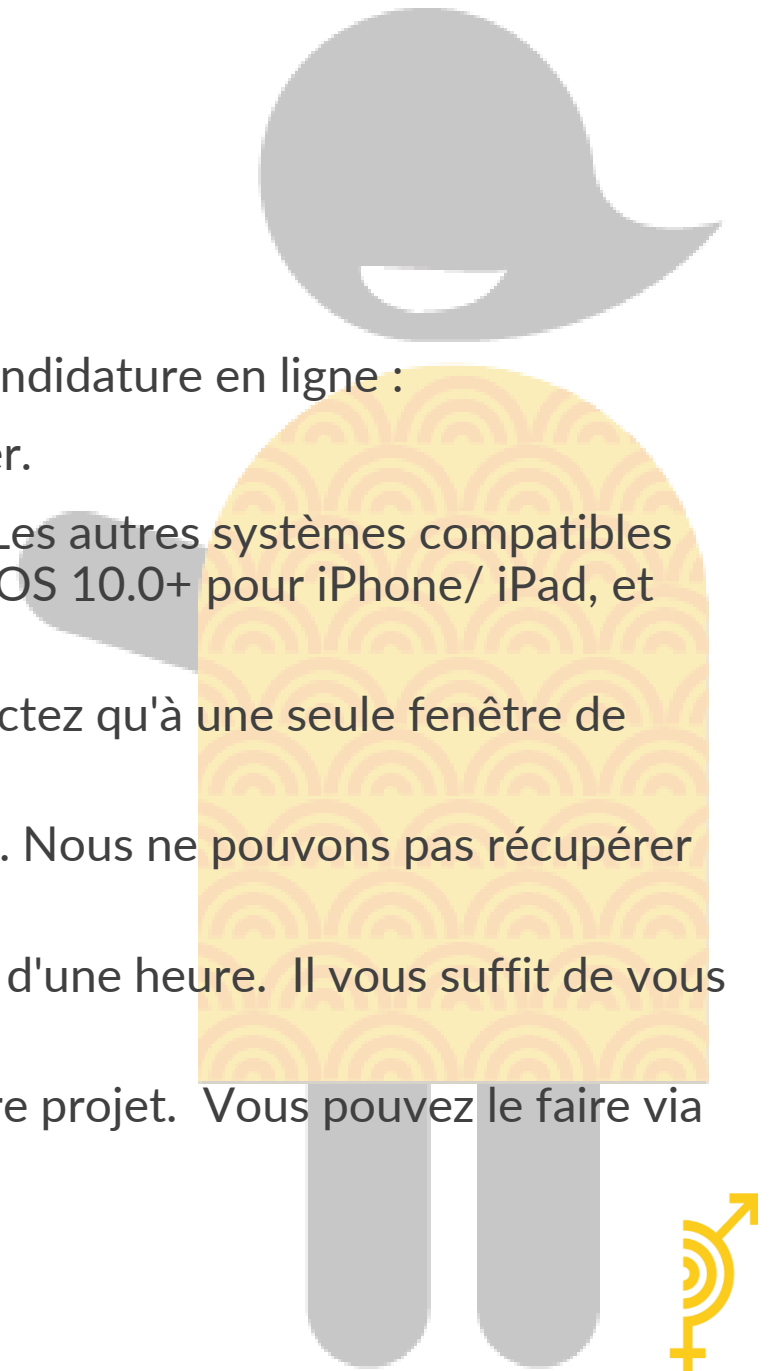 ndidature en ligne :
er.
Les autres systèmes compatibles
OS 10.0+ pour iPhone/ iPad, et
ctez qu'à une seule fenêtre de
. Nous ne pouvons pas récupérer
d'une heure.  Il vous suffit de vous
re projet.  Vous pouvez le faire via